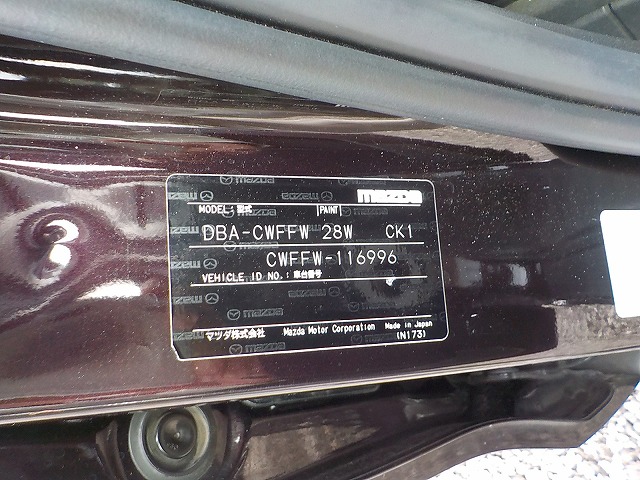 mazda
MODEL: 型式 PAINT
DBA-CWFFW 28W CK1
CWFFW-116996
VEHICLE ID NO.: 車台番号
マツダ株式会社 Mazda Motor Corporation Made in Japan
(N173)